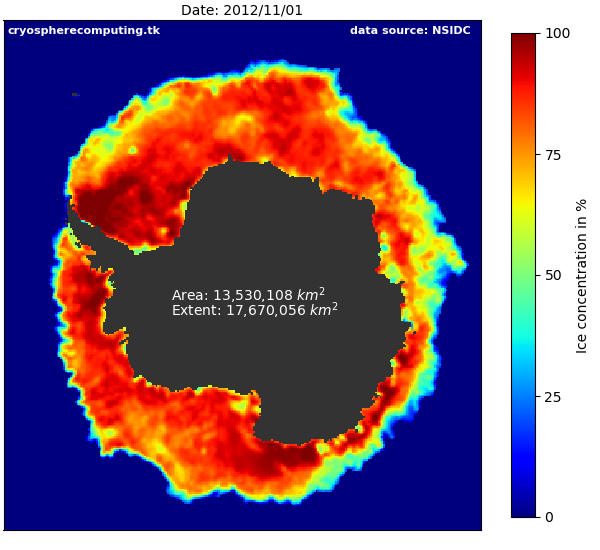 Date: 2012/11/01
cryospherecomputing.tk
data source: NSIDC
Area: 13,530,108 km²
Extent: 17,670,056 km²
100
75
50
25
0
Ice concentration in %